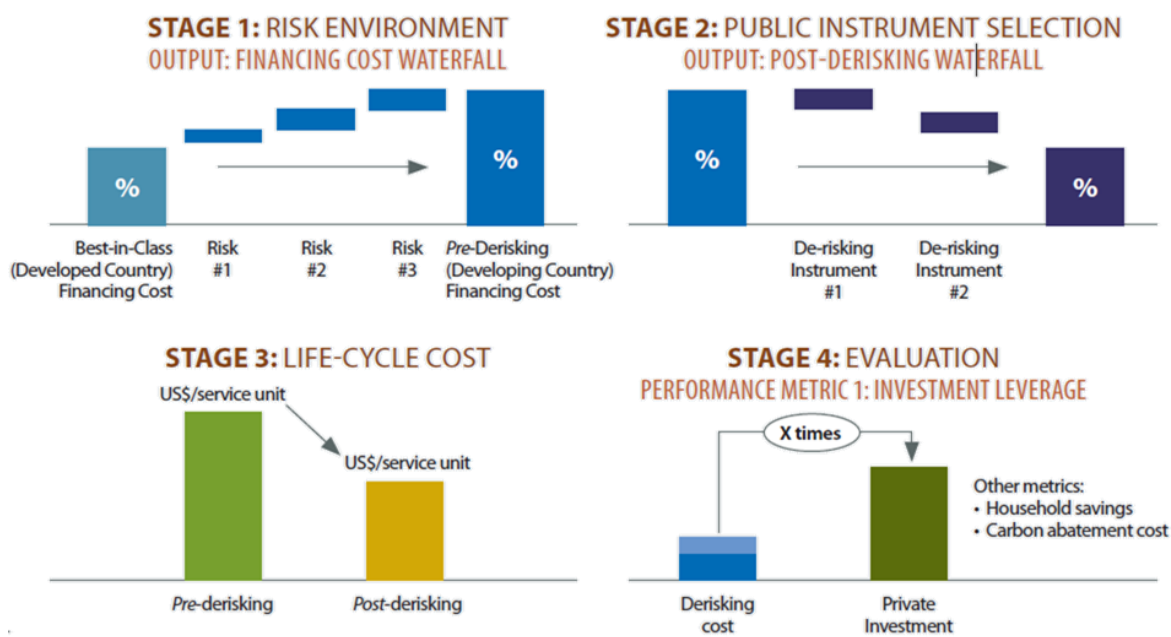 STAGE 1: RISK ENVIRONMENT
OUTPUT: FINANCING COST WATERFALL
%
%
Best-in-Class
(Developed Country)
Financing Cost
Risk
#1
Risk
#2
Risk
#3
Pre-Derisking
(Developing Country)
Financing Cost
STAGE 2: PUBLIC INSTRUMENT SELECTION
OUTPUT: POST-DERISKING WATERFALL
%
%
De-risking
Instrument
#1
De-risking
Instrument
#2
STAGE 3: LIFE-CYCLE COST
US$/service unit
US$/service unit
Pre-derisking
Post-derisking
STAGE 4: EVALUATION
PERFORMANCE METRIC 1: INVESTMENT LEVERAGE
X times
Other metrics:
• Household savings
• Carbon abatement cost
Derisking
cost
Private
Investment